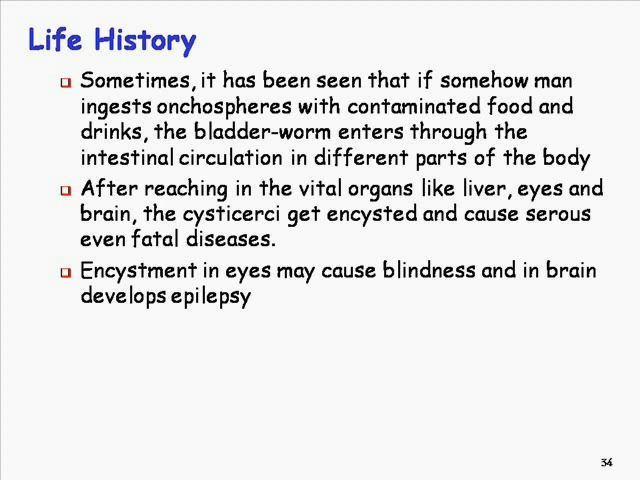 Life History
Sometimes, it has been seen that if somehow man
ingests onchospheres with contaminated food and
drinks, the bladder-worm enters through the
intestinal circulation in different parts of the body
After reaching in the vital organs like liver, eyes and
brain, the cysticerci get encysted and cause serous
even fatal diseases.
Encystment in eyes may cause blindness and in brain
develops epilepsy
34